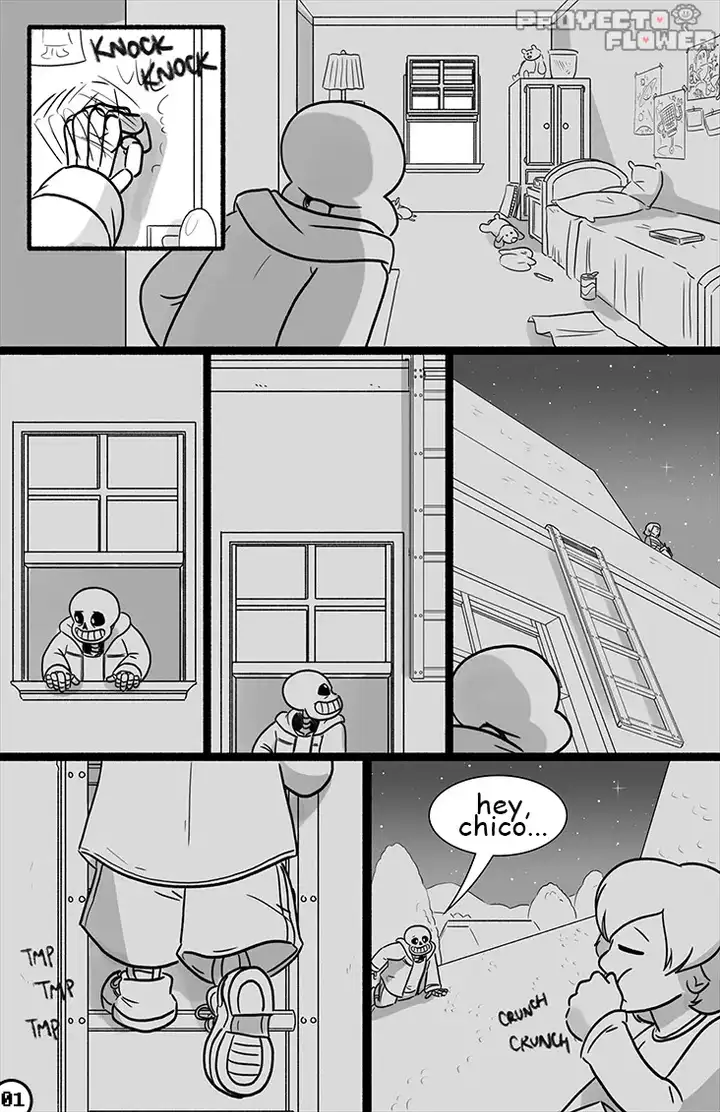 PROYECTO
FLOWER
KNOCK
KNOCK
hey,
chico...
TMP
TMP
TMP
CRUNCH
CRUNCH
01